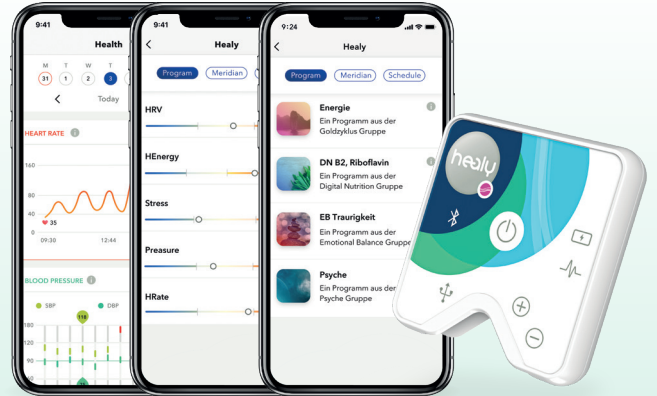 9:41
Health
M T W T
31 1 2 3
Today
HEART RATE
160
80
40
35
0
09:30 12:44
BLOOD PRESSURE
SBP DBP
118
180
120
90
9:41
Healy
Program Meridian
HRV
HEnergy
Stress
Preasure
HRate
9:24
Healy
Program Meridian Schedule
Energie
Ein Programm aus der
Goldzyklus Gruppe
DN B2, Riboflavin
Ein Programm aus der
Digital Nutrition Gruppe
EB Traurigkeit
Ein Programm aus der
Emotional Balance Gruppe
Psyche
Ein Programm aus der
Psyche Gruppe
healy